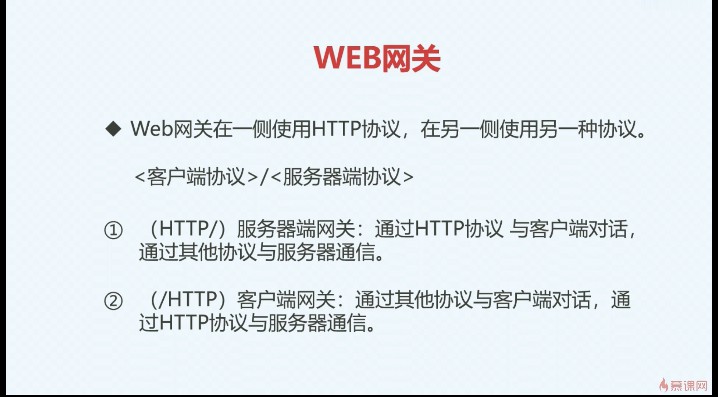 WEB网关
◆ Web网关在一侧使用HTTP协议，在另一侧使用另一种协议。
<客户端协议>/<服务器端协议>
① （HTTP/）服务器端网关：通过HTTP协议 与客户端对话，
通过其他协议与服务器通信。
② （/HTTP）客户端网关：通过其他协议与客户端对话，通
过HTTP协议与服务器通信。
慕课网